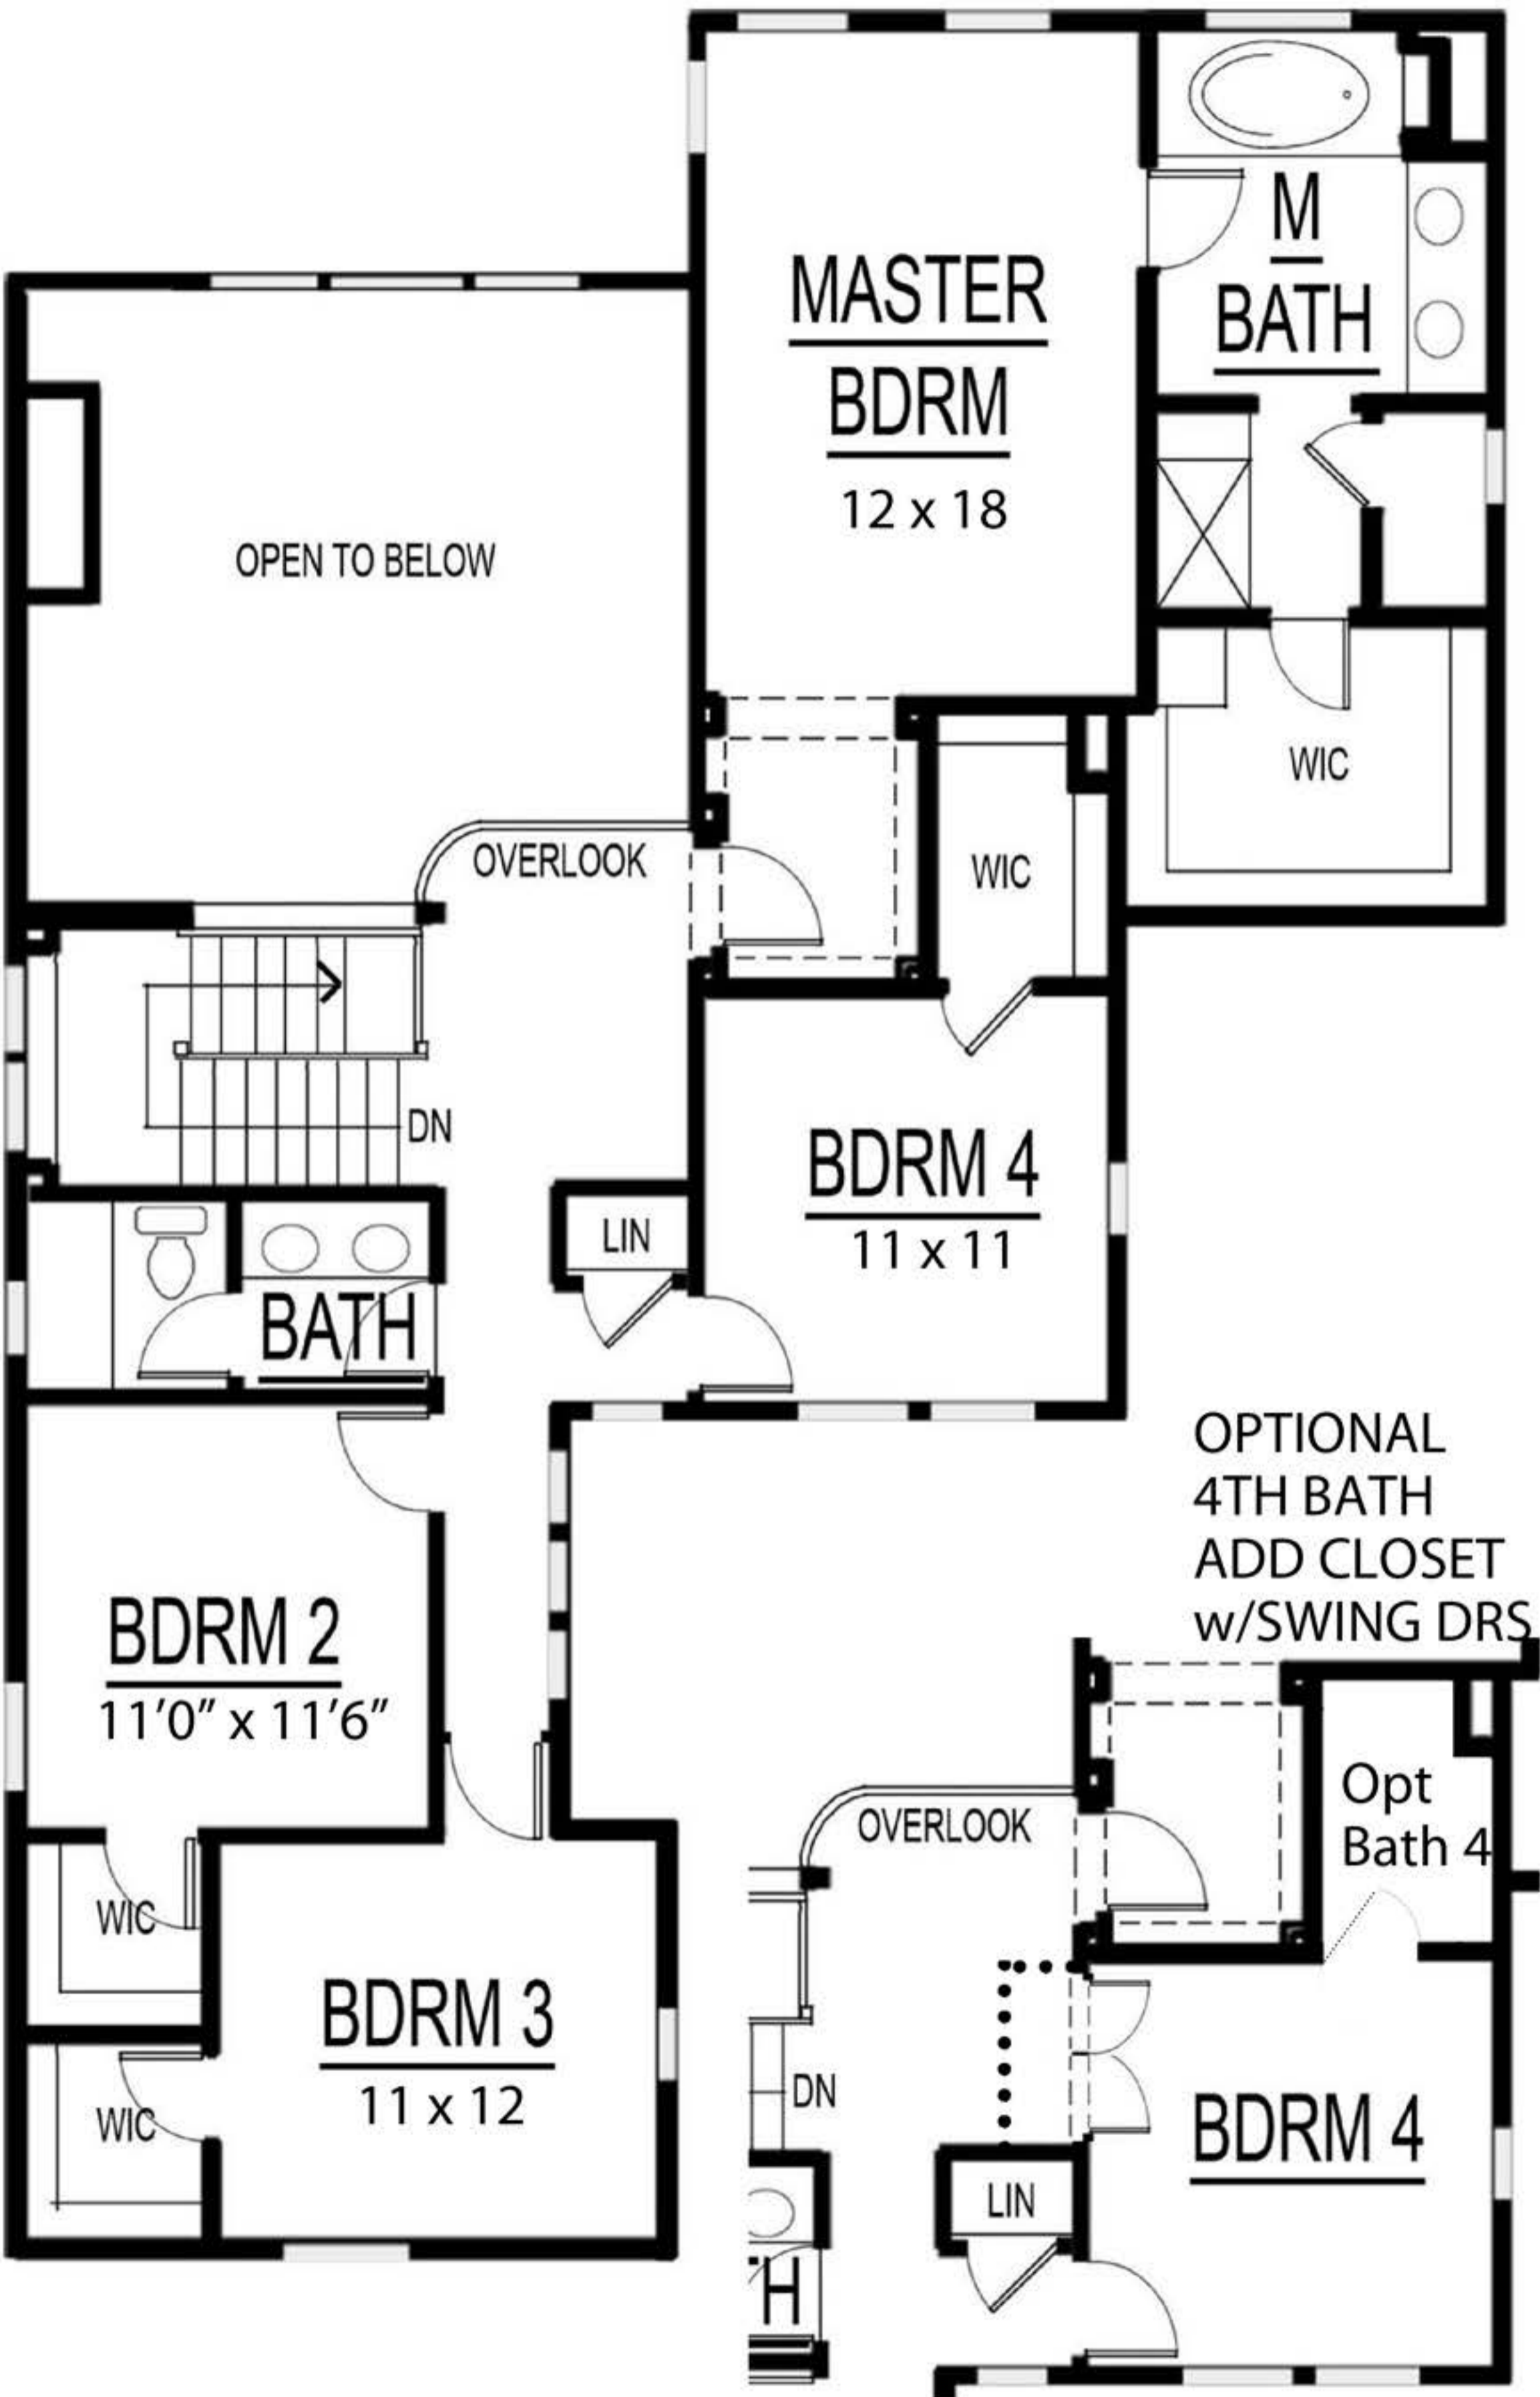 M
BATH
MASTER
BDRM
12 x 18
OPEN TO BELOW
WIC
OVERLOOK
WIC
DN
BDRM 4
11 x 11
LIN
BATH
OPTIONAL
4TH BATH
ADD CLOSET
w/SWING DRS
BDRM 2
11'0" x 11'6"
WIC
BDRM 3
11 x 12
WIC
Opt
Bath 4
OVERLOOK
DN
BDRM 4
LIN
H